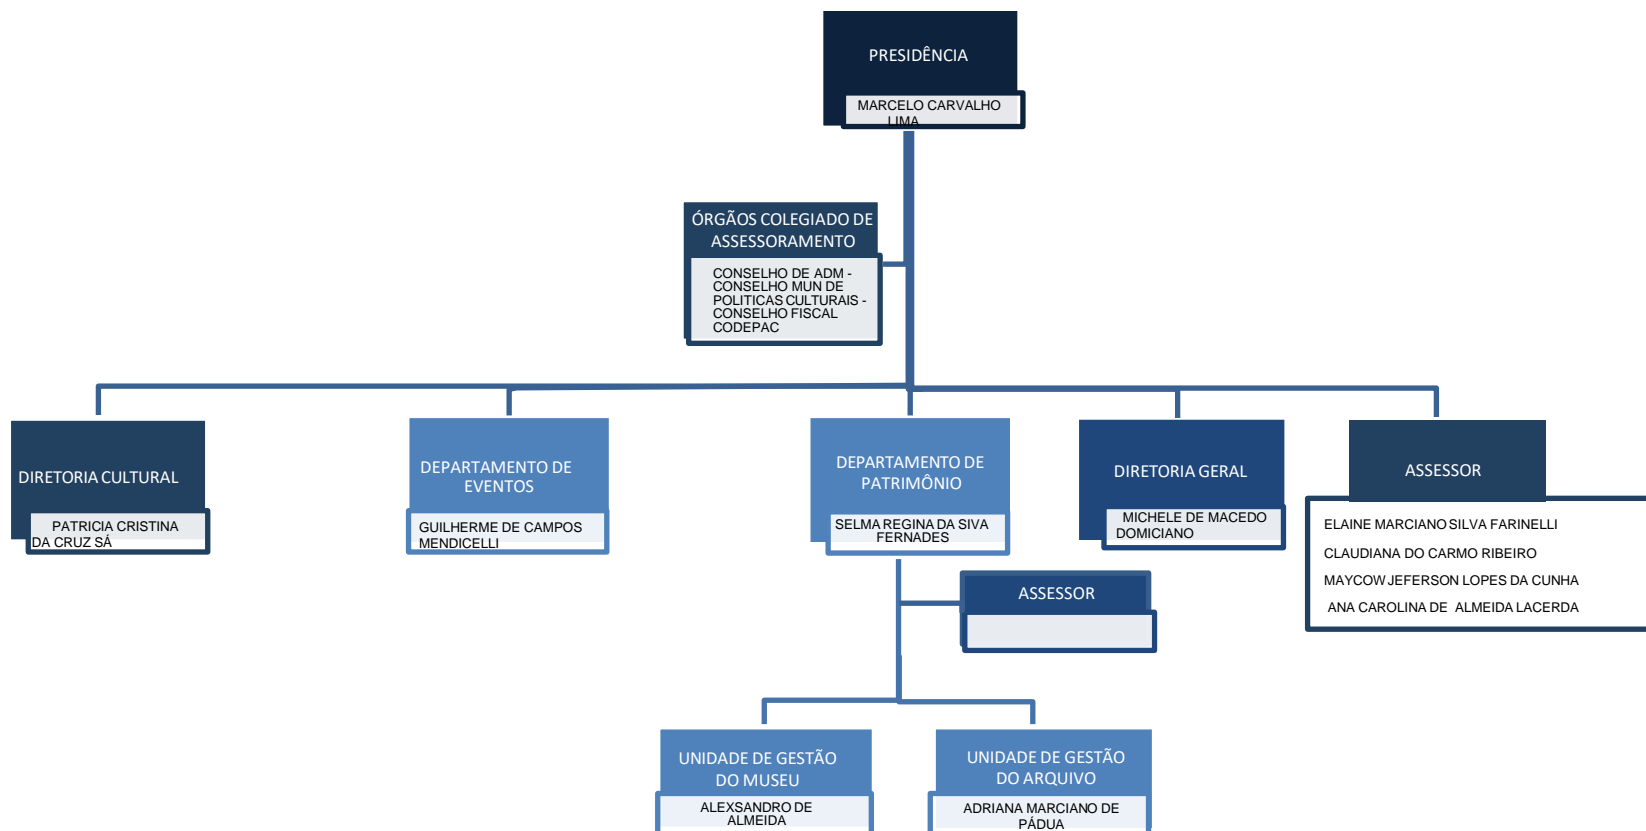 PRESIDÊNCIA
MARCELO CARVALHO
LIMA
ÓRGÃOS COLEGIADO DE
ASSESSORAMENTO
CONSELHO DE ADM -
CONSELHO MUN DE
POLITICAS CULTURAIS -
CONSELHO FISCAL
CODEPAC
DIRETORIA CULTURAL
PATRICIA CRISTINA
DA CRUZ SÁ
DEPARTAMENTO DE
EVENTOS
GUILHERME DE CAMPOS
MENDICELLI
DEPARTAMENTO DE
PATRIMÔNIO
SELMA REGINA DA SIVA
FERNADES
DIRETORIA GERAL
MICHELE DE MACEDO
DOMICIANO
ASSESSOR
ELAINE MARCIANO SILVA FARINELLI
CLAUDIANA DO CARMO RIBEIRO
MAYCOW JEFERSON LOPES DA CUNHA
ANA CAROLINA DE ALMEIDA LACERDA
ASSESSOR
UNIDADE DE GESTÃO
DO MUSEU
ALEXSANDRO DE
ALMEIDA
UNIDADE DE GESTÃO
DO ARQUIVO
ADRIANA MARCIANO DE
PÁDUA